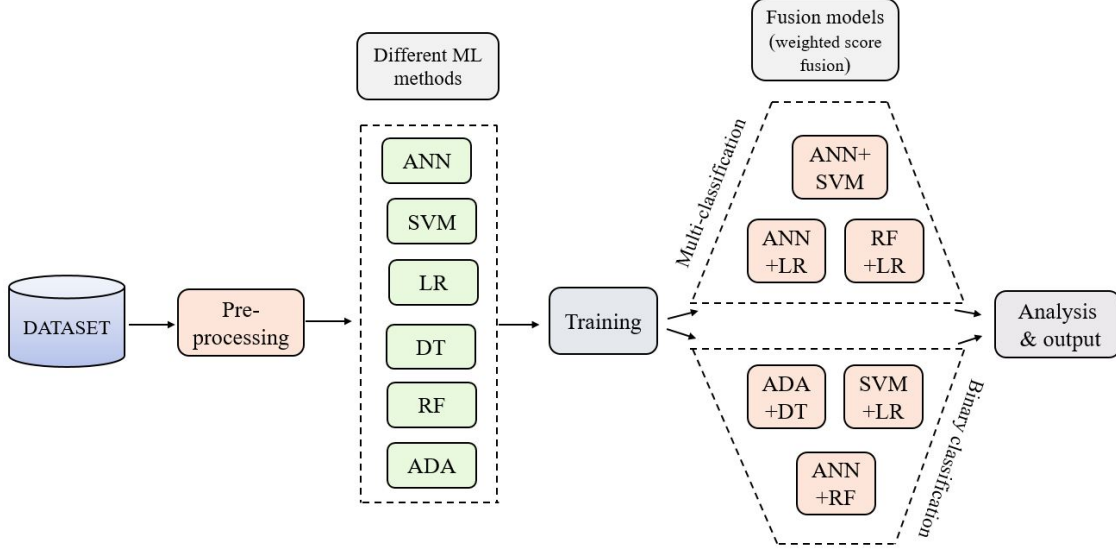 DATASET
Pre-
processing
Different ML
methods
ANN
SVM
LR
DT
RF
ADA
Training
Fusion models
(weighted score
fusion)
Multi-classification
ANN+
SVM
ANN
+LR
RF
+LR
ADA
+DT
SVM
+LR
ANN
+RF
Binary classification
Analysis
& output